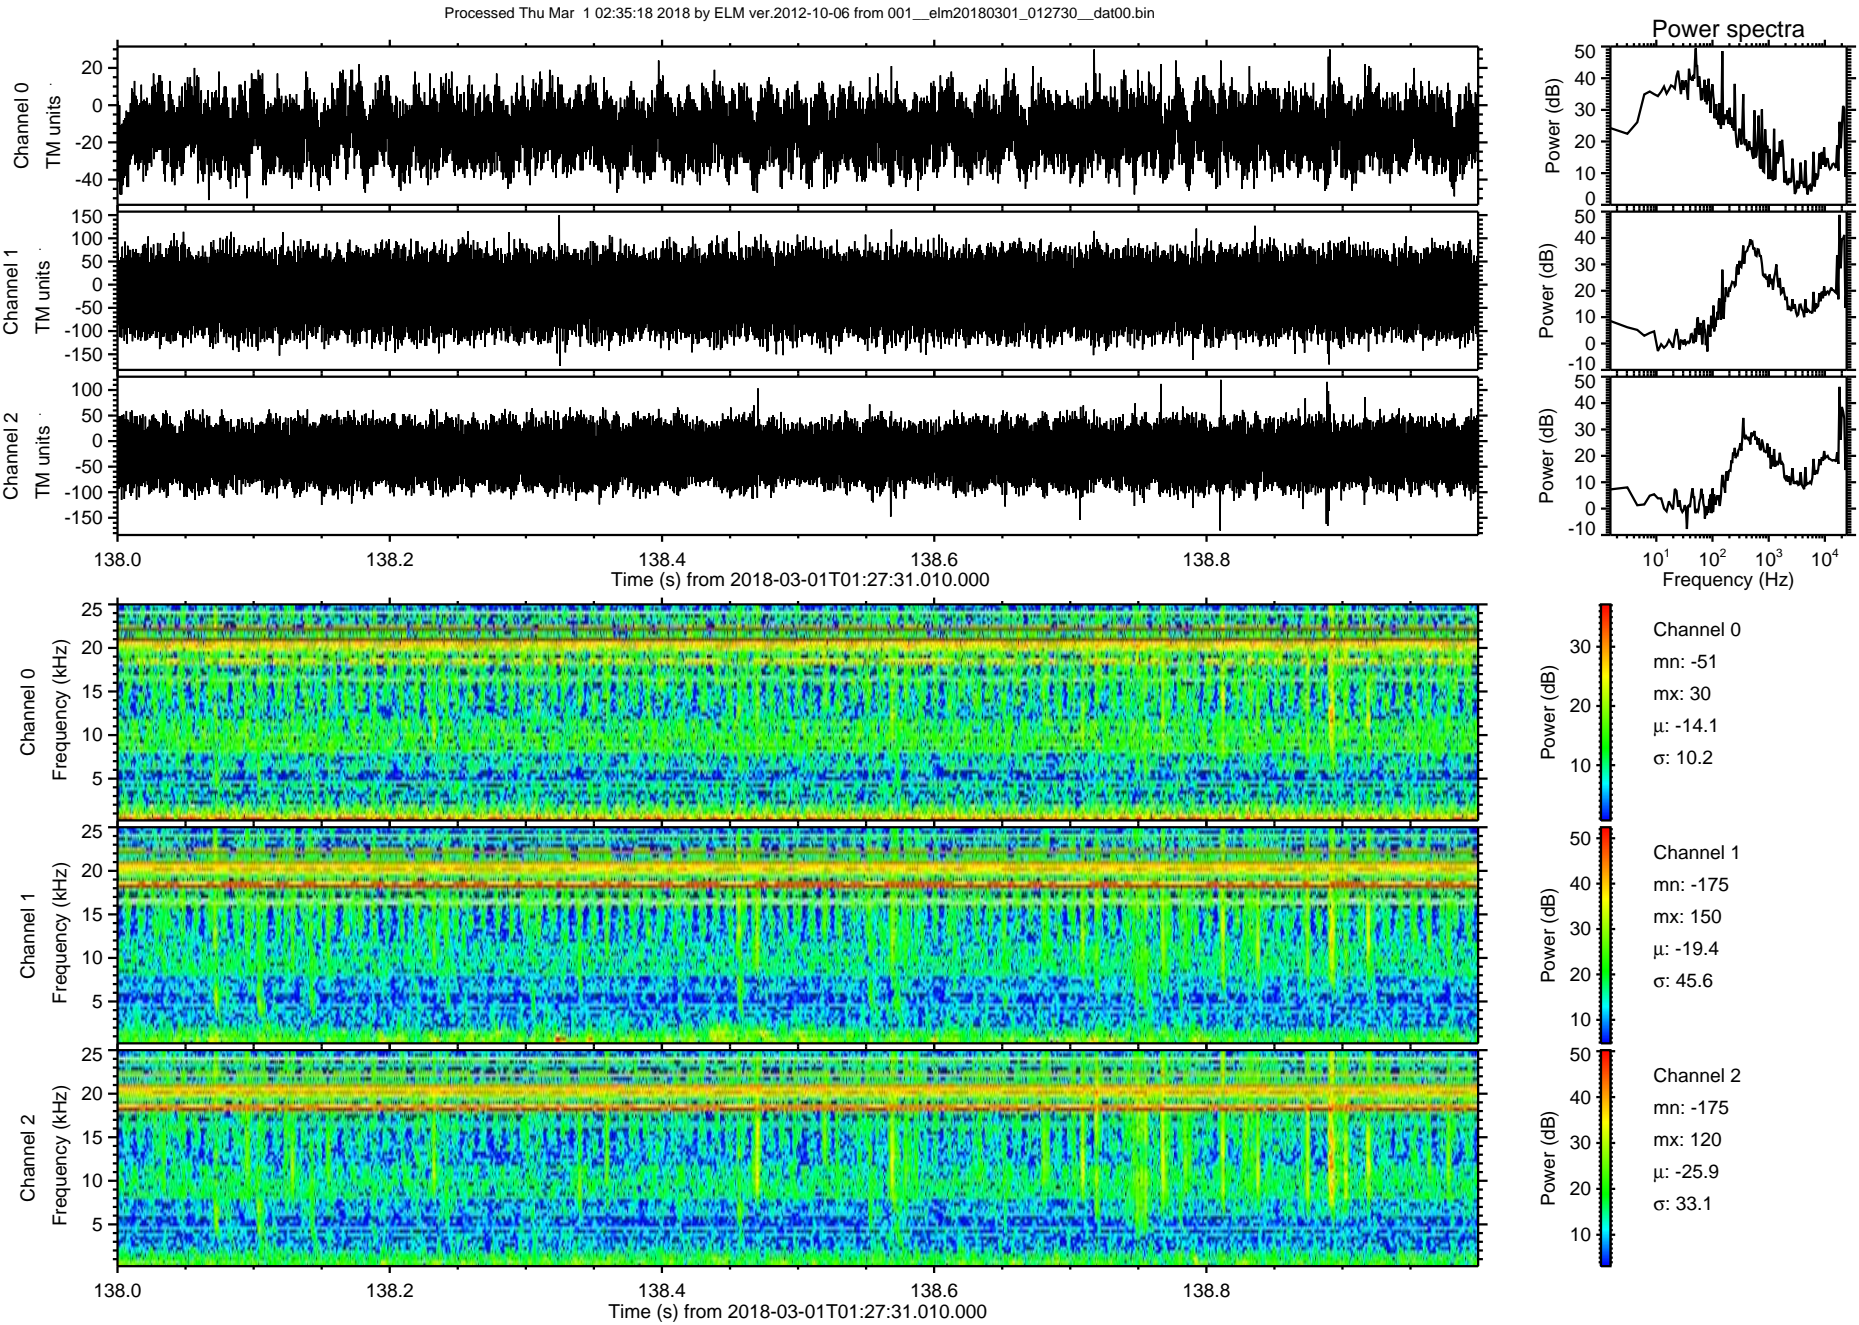 Processed Thu Mar  1 02:35:18 2018 by ELM ver.2012-10-06 from 001__elm20180301_012730__dat00.bin
Power spectra
Channel 0
TM units
20
0
-20
-40
Power (dB)
50
40
30
20
10
0
Channel 1
TM units
150
100
50
0
-50
-100
-150
Power (dB)
50
40
30
20
10
0
-10
Channel 2
TM units
100
50
0
-50
-100
-150
Power (dB)
50
40
30
20
10
0
-10
138.0 138.2 138.4 138.6 138.8
Time (s) from 2018-03-01T01:27:31.010.000
10^1 10^2 10^3 10^4
Frequency (Hz)
Channel 0
Frequency (kHz)
25
20
15
10
5
Power (dB)
30
20
10
Channel 0
mn: -51
mx: 30
μ: -14.1
σ: 10.2
Channel 1
Frequency (kHz)
25
20
15
10
5
Power (dB)
50
40
30
20
10
Channel 1
mn: -175
mx: 150
μ: -19.4
σ: 45.6
Channel 2
Frequency (kHz)
25
20
15
10
5
Power (dB)
50
40
30
20
10
Channel 2
mn: -175
mx: 120
μ: -25.9
σ: 33.1
138.0 138.2 138.4 138.6 138.8
Time (s) from 2018-03-01T01:27:31.010.000